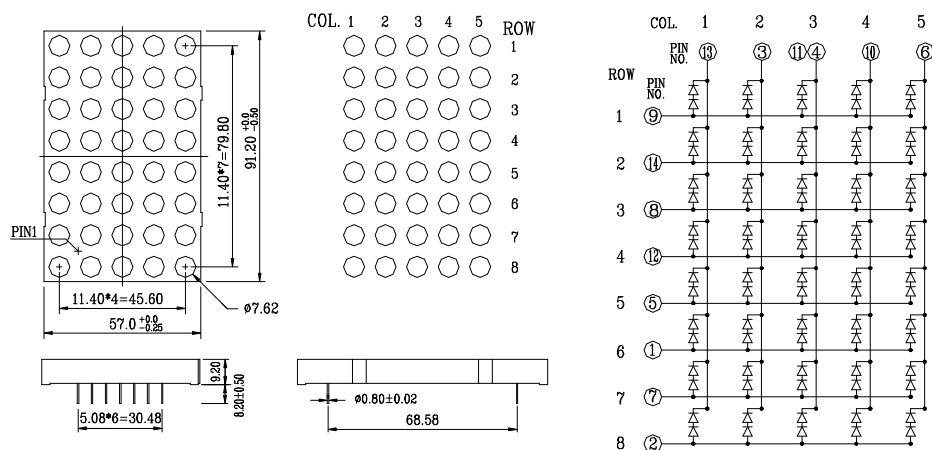 11.40*7=79.80
91.20 +0.0 -0.50
PIN1
11.40*4=45.60
ø7.62
57.0 +0.0 -0.25
COL. 1 2 3 4 5
ROW
1
2
3
4
5
6
7
8
9.20
8.20±0.50
5.08*6=30.48
ø0.80±0.02
68.58
COL. 1 2 3 4 5
PIN NO. 13 3 11 4 10 6
ROW PIN NO.
1 9
2 14
3 8
4 12
5 5
6 1
7 7
8 2